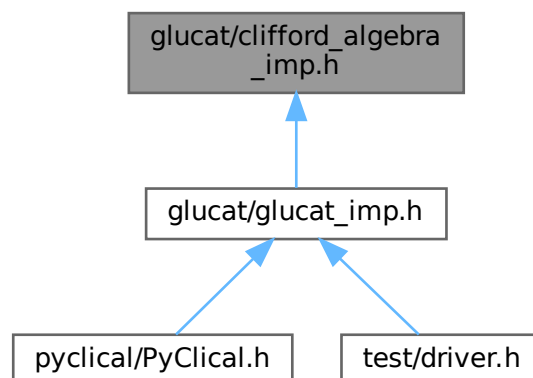 glucat/clifford_algebra
_imp.h
glucat/glucat_imp.h
pyclical/PyClical.h
test/driver.h